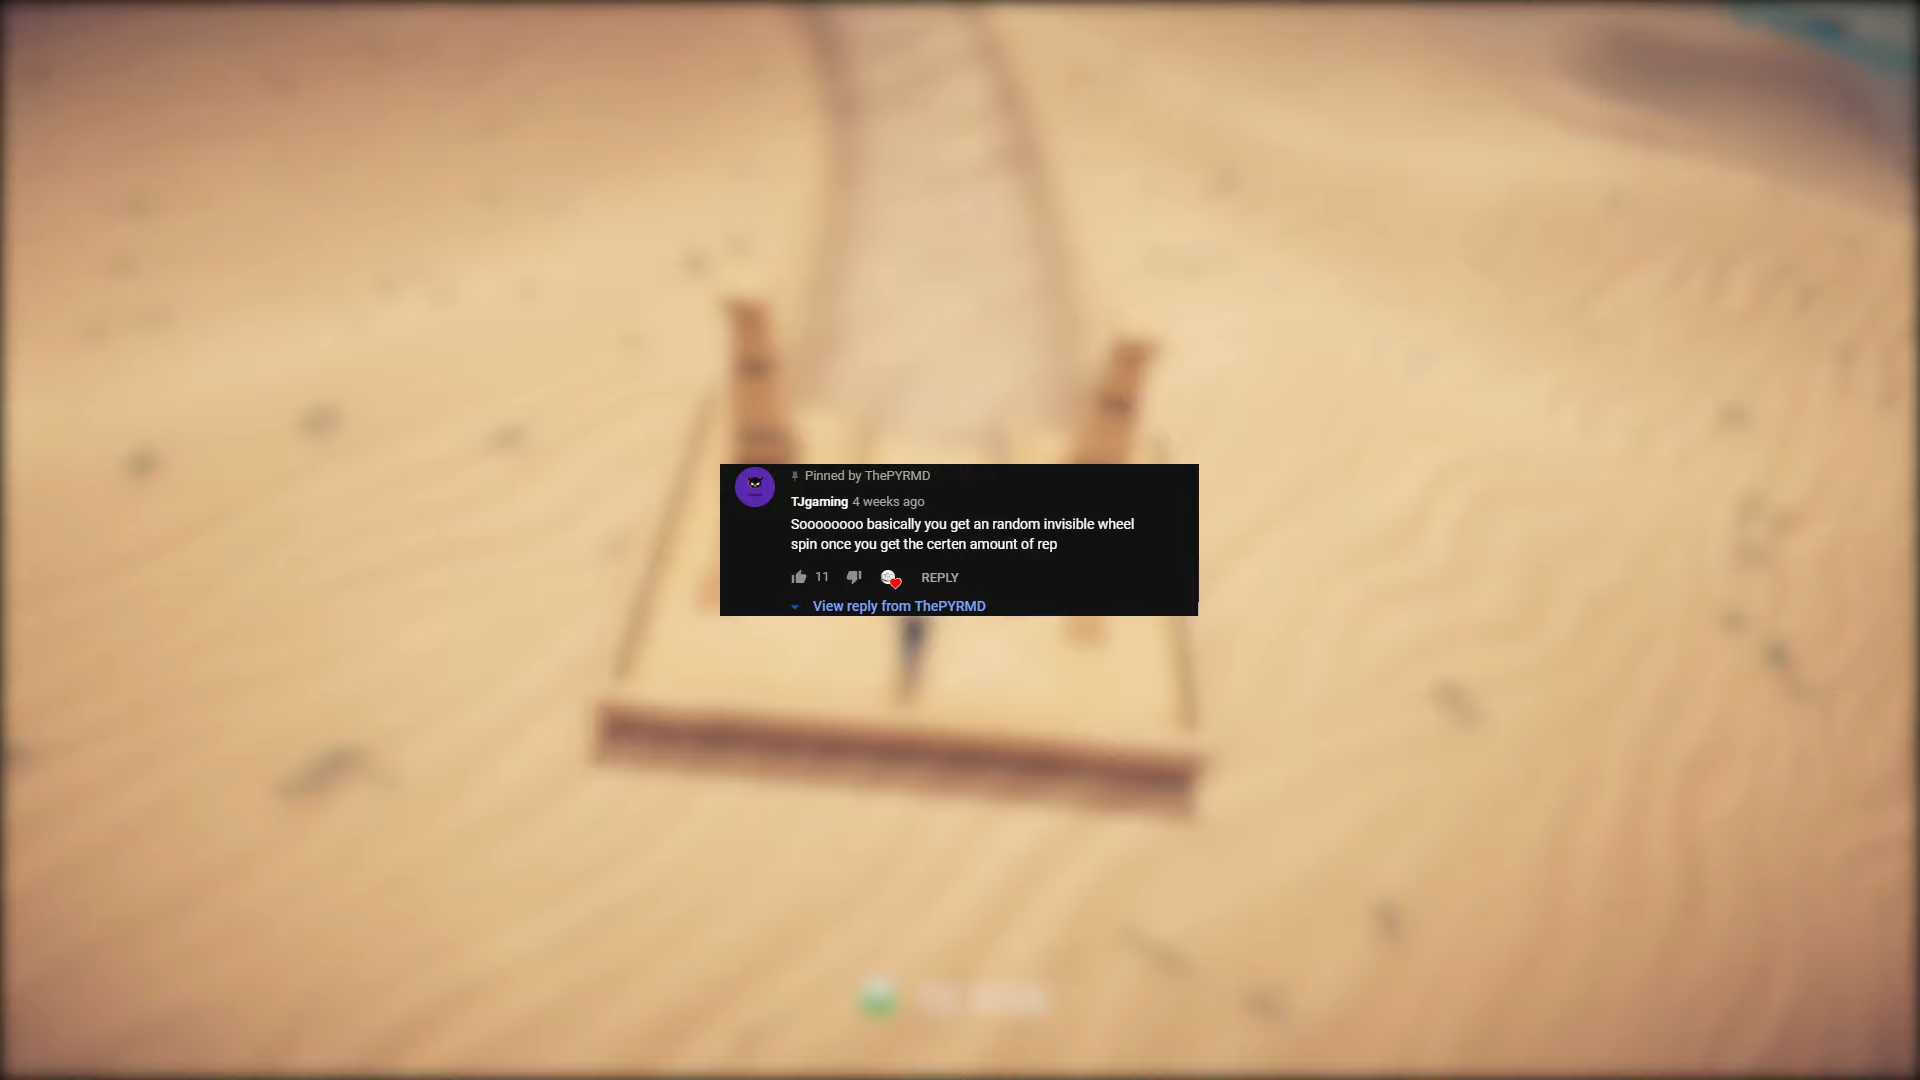 Pinned by ThePYRMD
TJgaming 4 weeks ago
Soooooooo basically you get an random invisible wheel
spin once you get the certen amount of rep
11 REPLY
View reply from ThePYRMD